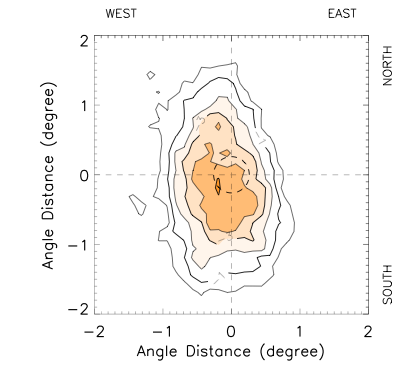 WEST EAST
2
1
0
−1
−2
Angle Distance (degree)
NORTH
SOUTH
−2 −1 0 1 2
Angle Distance (degree)